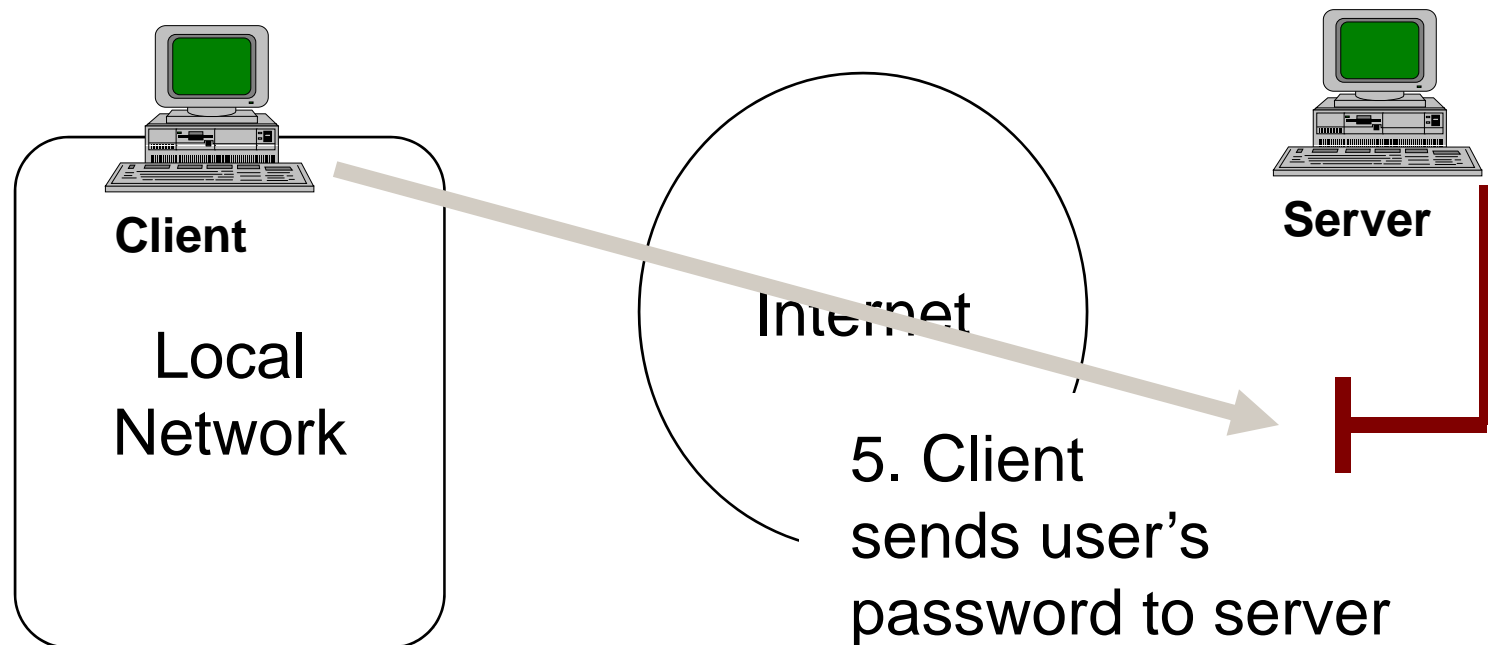 Client
Server
Local
Network
Internet
5. Client
sends user’s
password to server